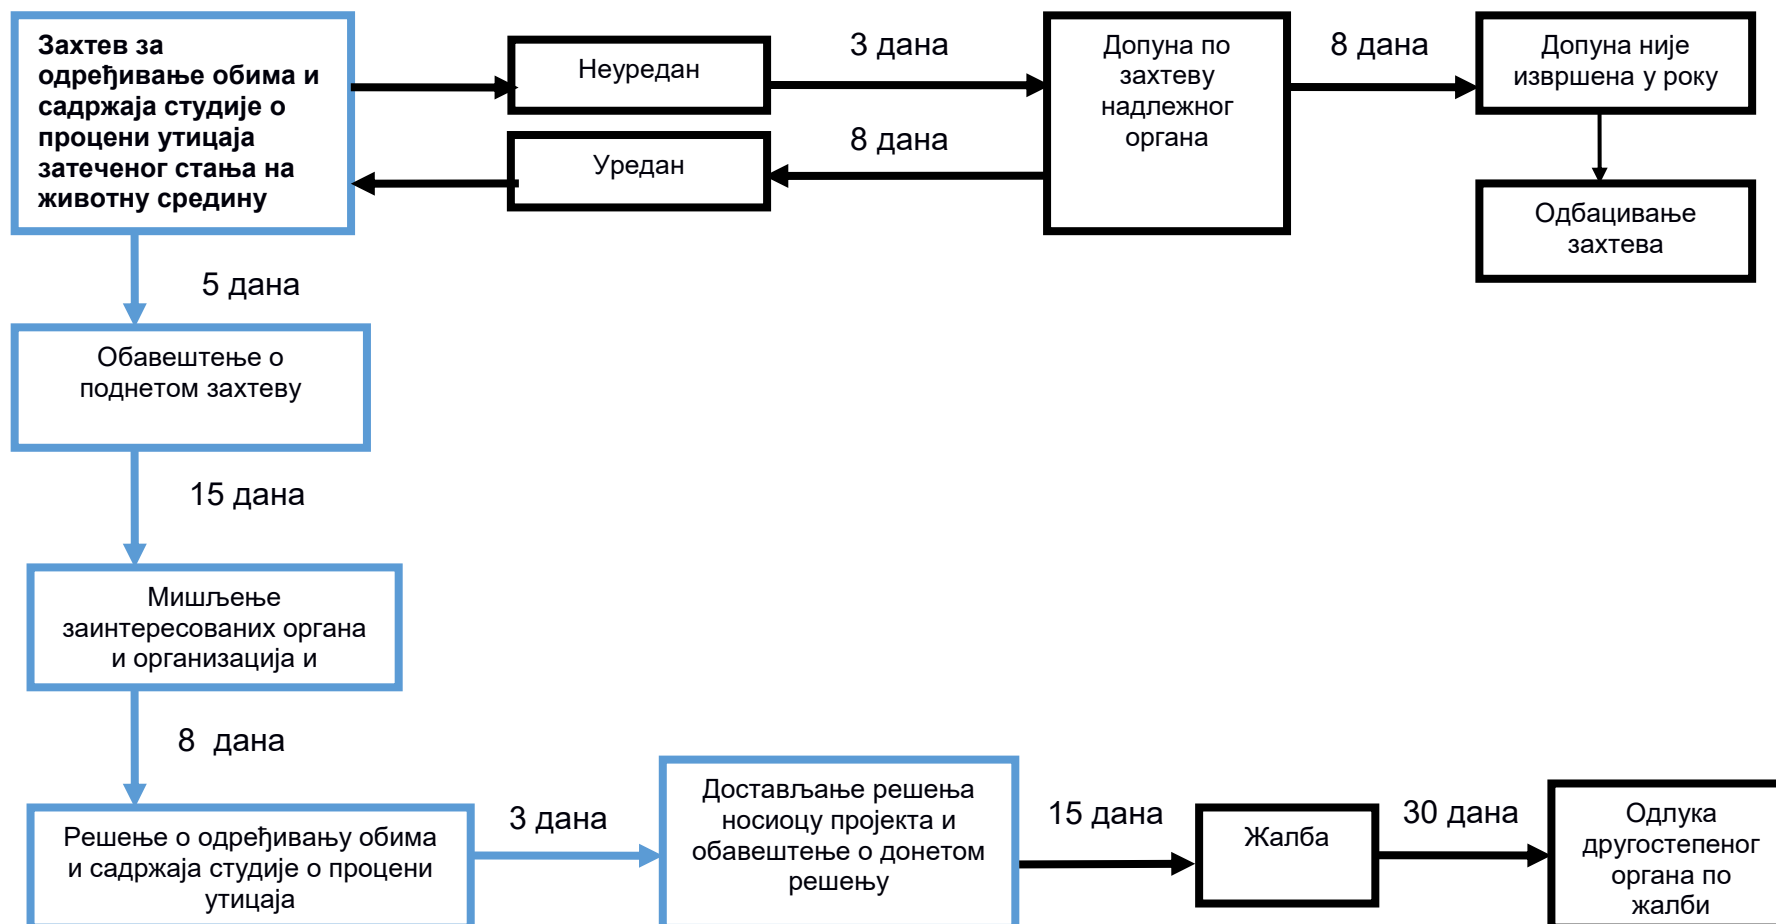 Захтев за
одређивање обима и
садржаја студије о
процени утицаја
затеченог стања на
животну средину
Неуредан
3 дана
Допуна по
захтеву
надлежног
органа
8 дана
Допуна није
извршена у року
Уредан
8 дана
Одбацивање
захтева
5 дана
Обавештење о
поднетом захтеву
15 дана
Мишљење
заинтересованих органа
и организација и
8 дана
Решење о одређивању обима
и садржаја студије о процени
утицаја
3 дана
Достављање решења
носиоцу пројекта и
обавештење о донетом
решењу
15 дана
Жалба
30 дана
Одлука
другостепеног
органа по
жалби